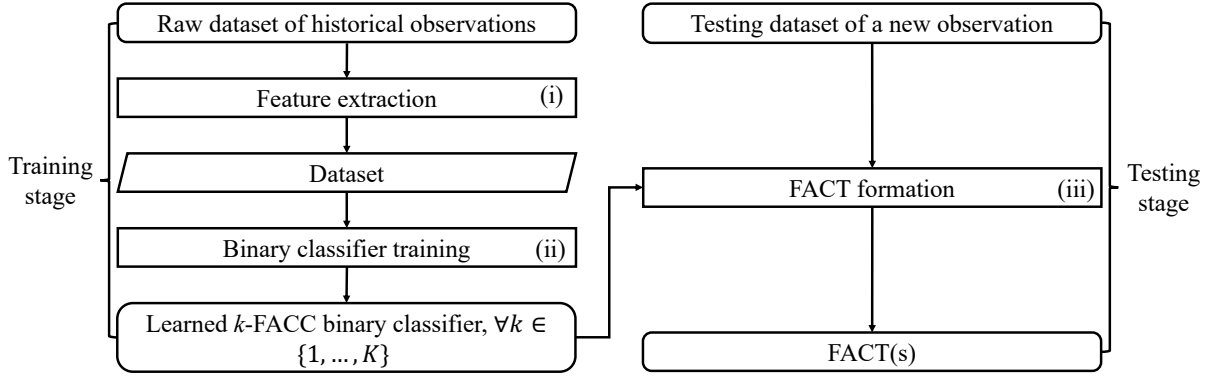 Raw dataset of historical observations
Feature extraction (i)
Dataset
Training
stage
Binary classifier training (ii)
Learned k-FACC binary classifier, ∀k ∈
{1, … , K}
Testing dataset of a new observation
FACT formation (iii)
Testing
stage
FACT(s)